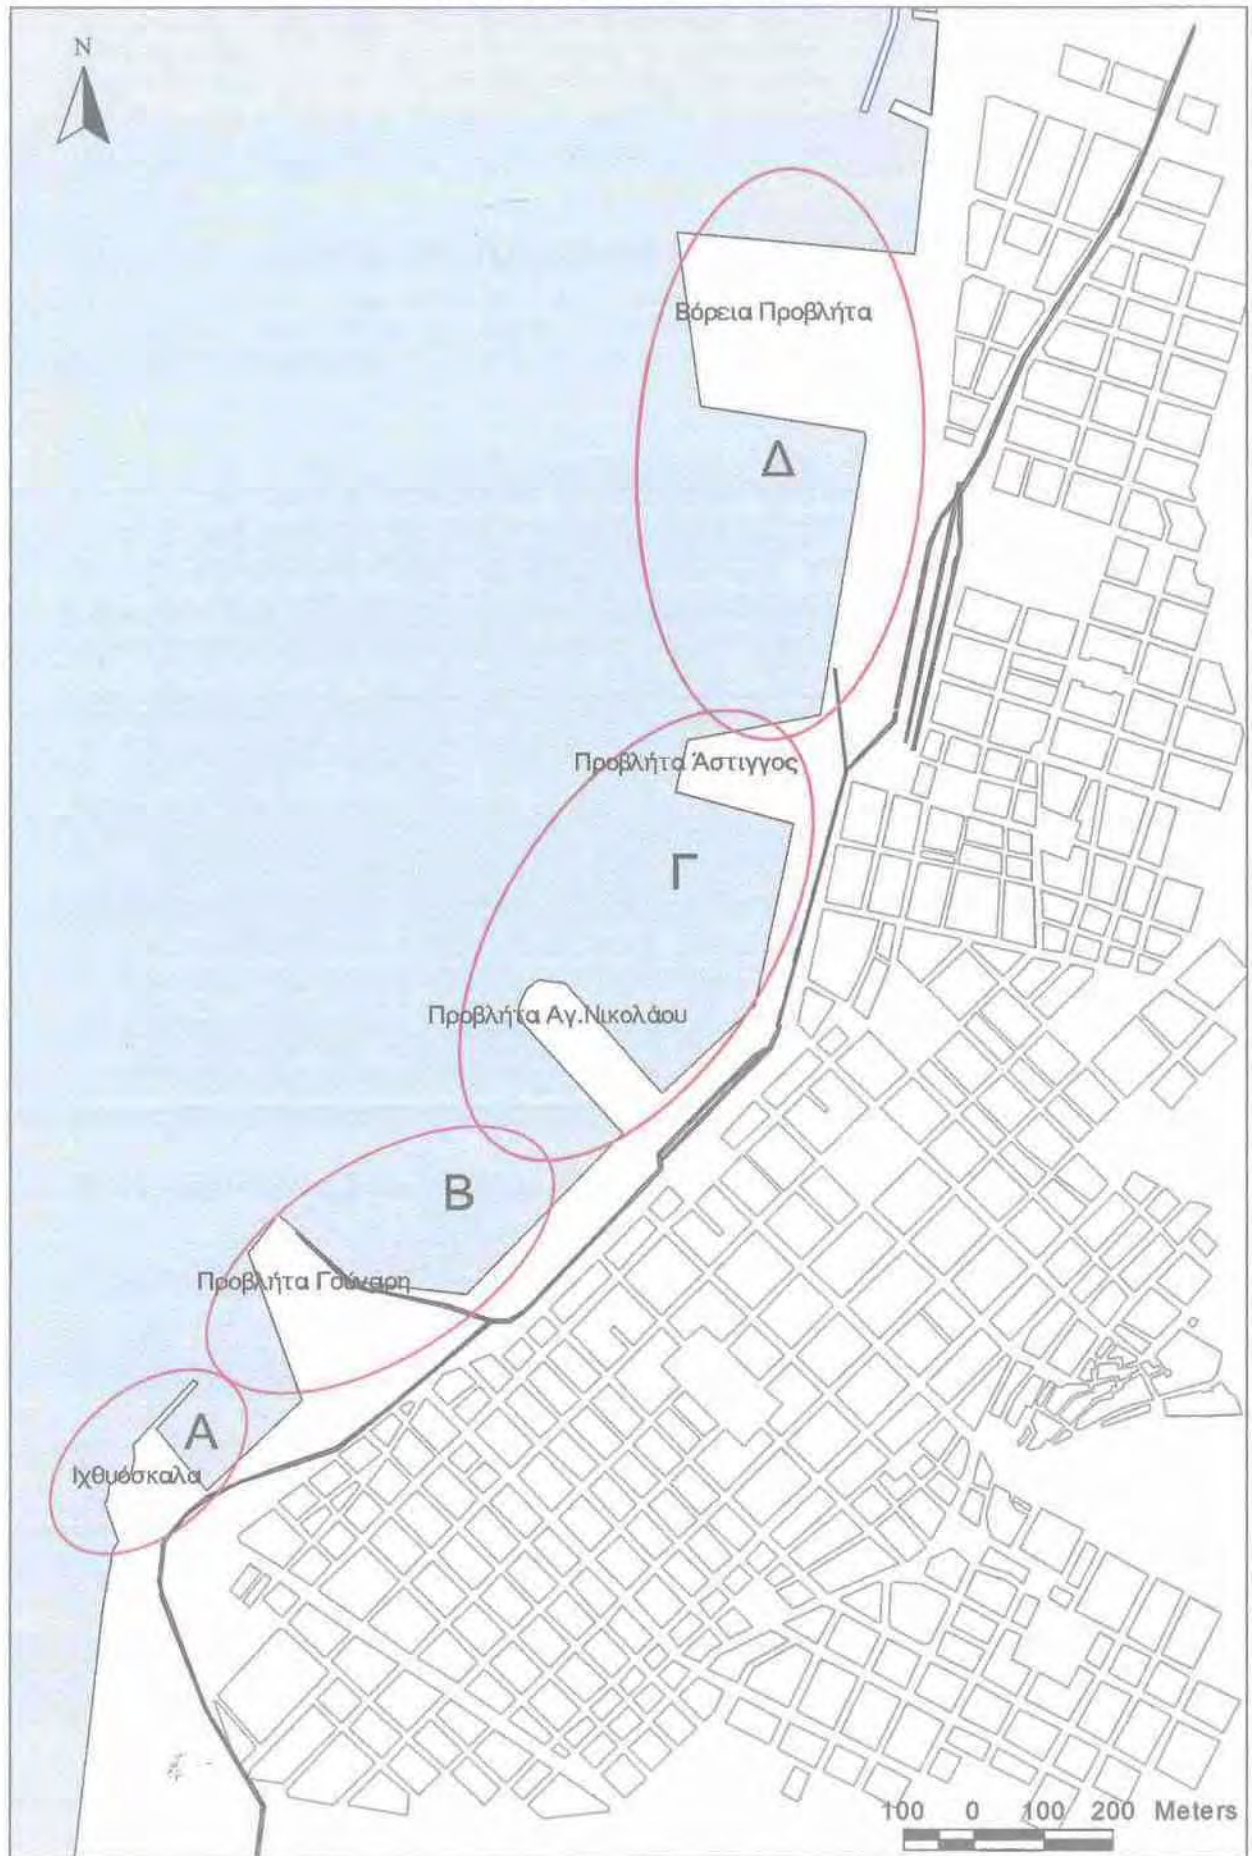 N
Βόρεια Προβλήτα
Δ
Προβλήτα Άστιγγος
Γ
Προβλήτα Αγ.Νικολάου
Β
Προβλήτα Γούναρη
Α
Ιχθυόσκαλα
100 0 100 200 Meters